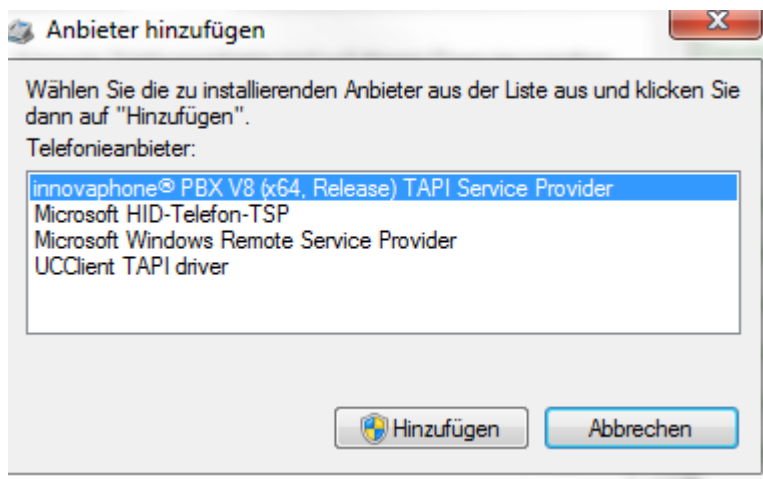 Anbieter hinzufügen
Wählen Sie die zu installierenden Anbieter aus der Liste aus und klicken Sie
dann auf "Hinzufügen".
Telefonieanbieter:
innovaphone® PBX V8 (x64, Release) TAPI Service Provider
Microsoft HID-Telefon-TSP
Microsoft Windows Remote Service Provider
UCClient TAPI driver
Hinzufügen
Abbrechen